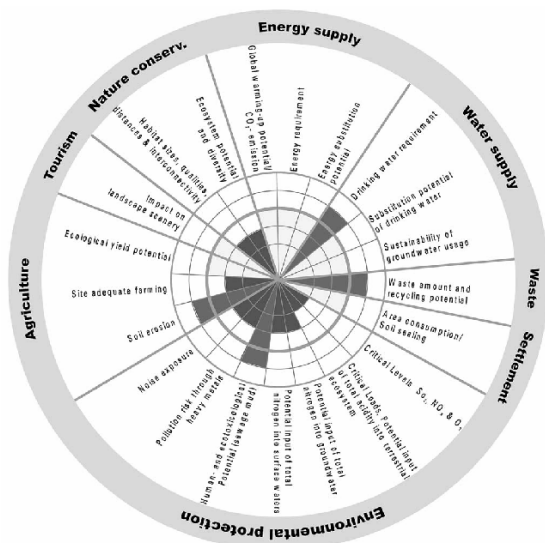 Energy supply
Water supply
Waste
Settlement
Environmental protection
Agriculture
Tourism
Nature conserv.
Global warming-up potential/
CO₂- emission
Energy requirement
Energy substitution
potential
Drinking water requirement
Substitution potential
of drinking water
Sustainability of
groundwater usage
Waste amount and
recycling potential
Area consumption/
Soil sealing
Critical Levels So₂, HOₓ & O₃
Critical Loads, Potential input
of total acidity into terrestrial
ecosystem
Potential input of total
nitrogen into groundwater
Potential input of total
nitrogen into surface waters
Human- and ecotoxicological
Potential (sewage mud)
Pollution risk through
heavy metals
Noise exposure
Soil erosion
Site adequate farming
Ecological yield potential
Impact on
landscape scenery
Habitat sizes, qualities,
distances & Interconnectivity
Ecosystem potential
and diversity